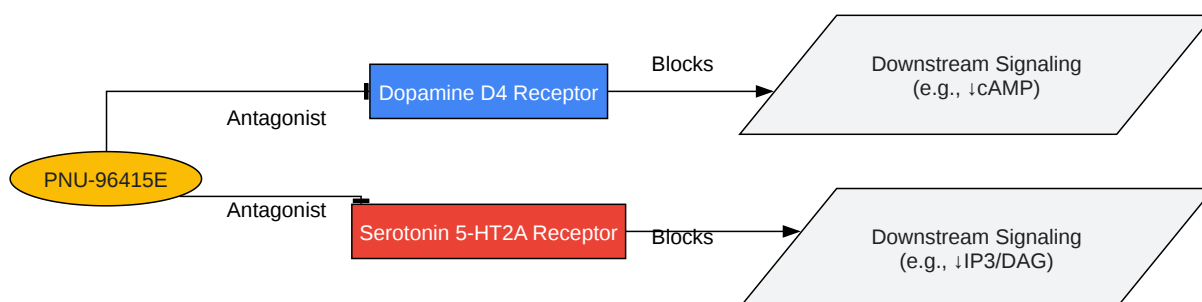 Blocks
Downstream Signaling
(e.g., ↓cAMP)
Dopamine D4 Receptor
Antagonist
PNU-96415E
Antagonist
Serotonin 5-HT2A Receptor
Blocks
Downstream Signaling
(e.g., ↓IP3/DAG)